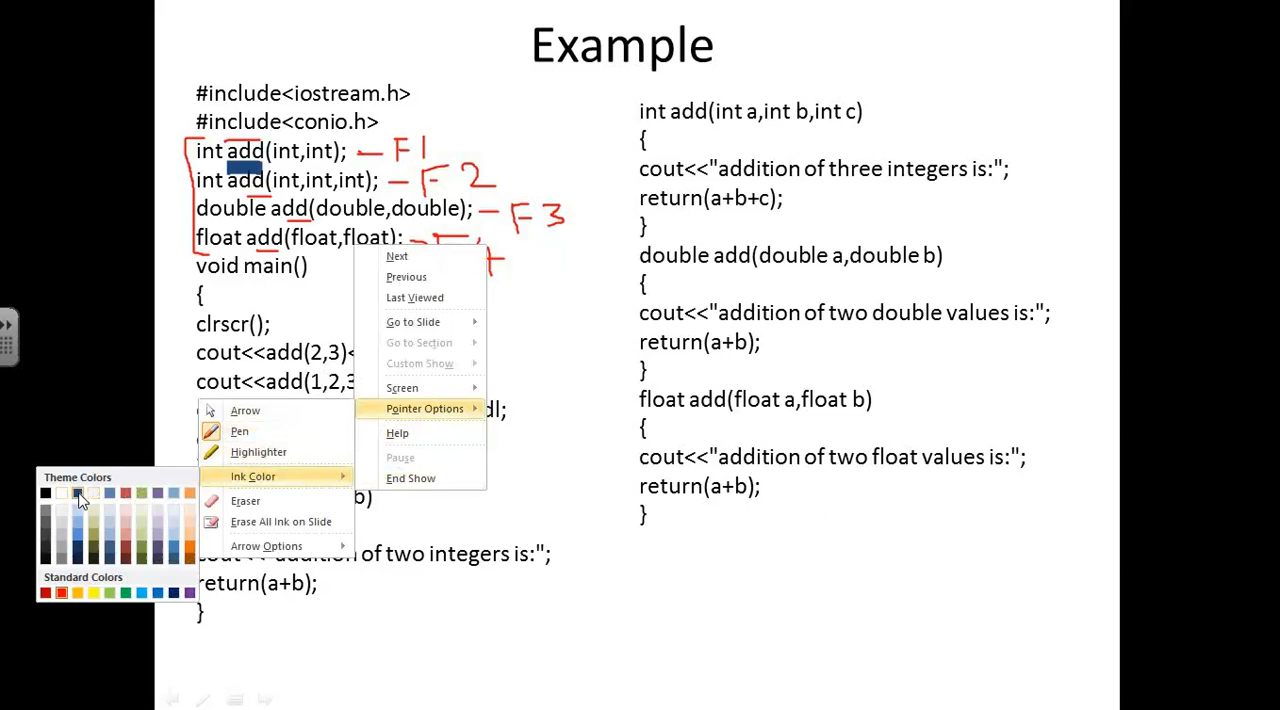 Example
#include<iostream.h>
#include<conio.h>
int add(int,int); — F1
int add(int,int,int); — F2
double add(double,double); — F3
float add(float,float);
void main()
{
clrscr();
cout<<add(2,3)<
cout<<add(1,2,3
dl;
b)
addition of two integers is:";
return(a+b);
}
int add(int a,int b,int c)
{
cout<<"addition of three integers is:";
return(a+b+c);
}
double add(double a,double b)
{
cout<<"addition of two double values is:";
return(a+b);
}
float add(float a,float b)
{
cout<<"addition of two float values is:";
return(a+b);
}
Next
Previous
Last Viewed
Go to Slide
Go to Section
Custom Show
Screen
Pointer Options
Help
Pause
End Show
Arrow
Pen
Highlighter
Ink Color
Eraser
Erase All Ink on Slide
Arrow Options
Theme Colors
Standard Colors